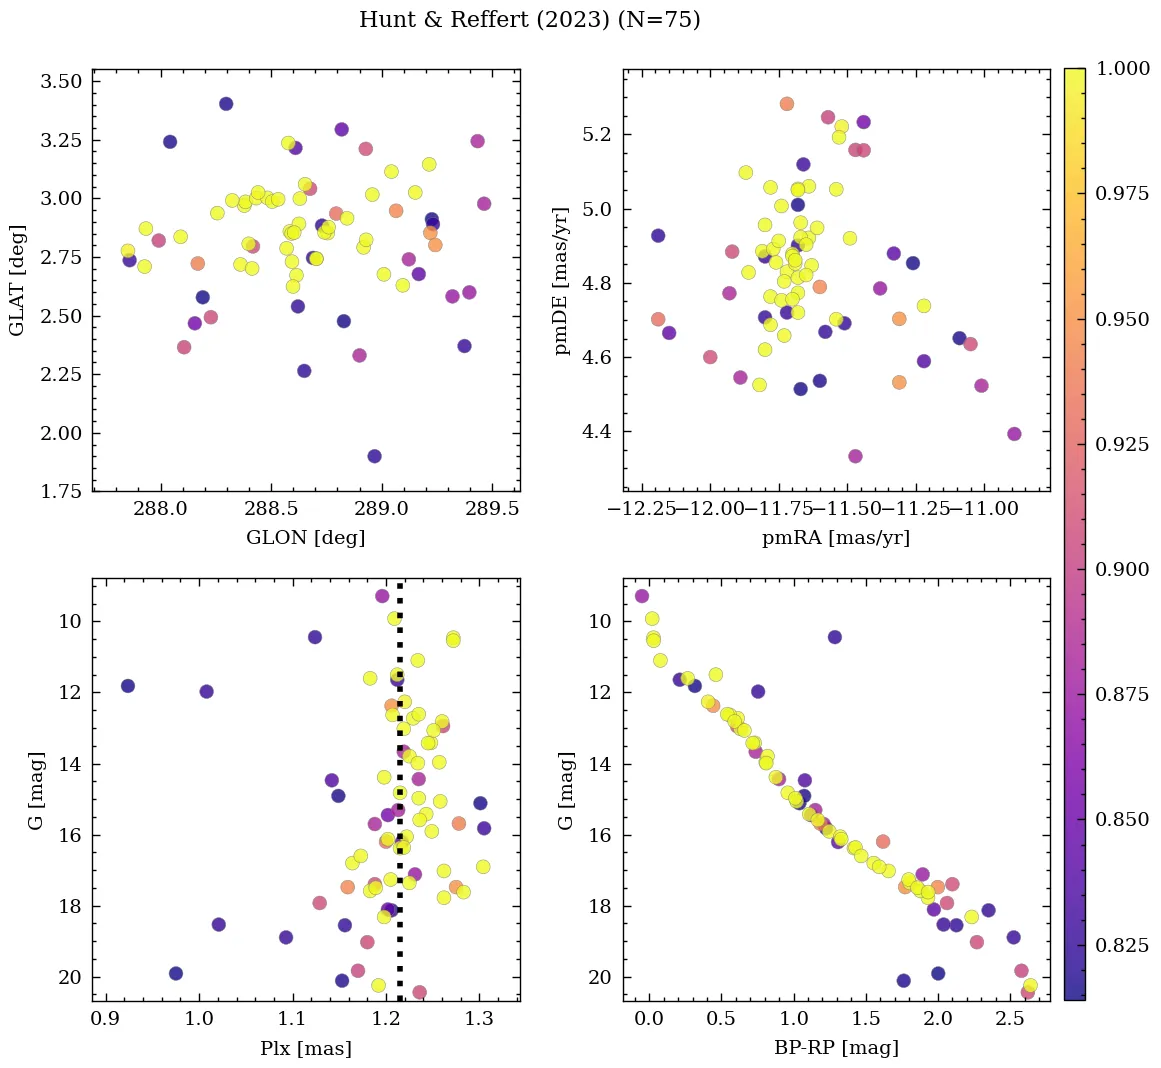 Hunt & Reffert (2023) (N=75)
3.50
3.25
3.00
2.75
2.50
2.25
2.00
1.75
GLAT [deg]
288.0 288.5 289.0 289.5
GLON [deg]
5.2
5.0
4.8
4.6
4.4
pmDE [mas/yr]
−12.25 −12.00 −11.75 −11.50 −11.25 −11.00
pmRA [mas/yr]
10
12
14
16
18
20
G [mag]
0.9 1.0 1.1 1.2 1.3
Plx [mas]
10
12
14
16
18
20
G [mag]
0.0 0.5 1.0 1.5 2.0 2.5
BP-RP [mag]
1.000
0.975
0.950
0.925
0.900
0.875
0.850
0.825